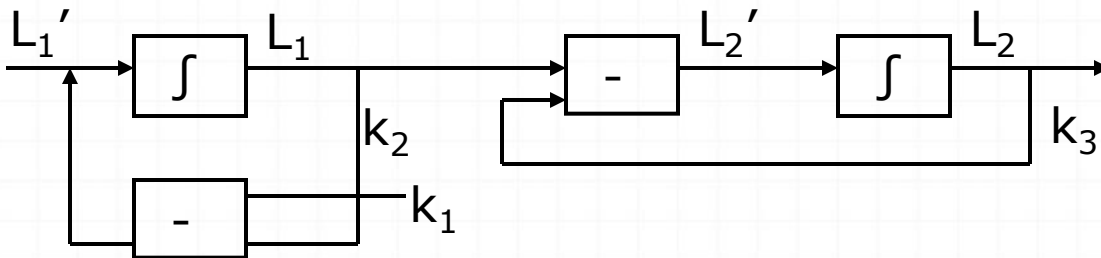 L₁′
∫
L₁
-
L₂′
∫
L₂
k₂
k₃
-
k₁